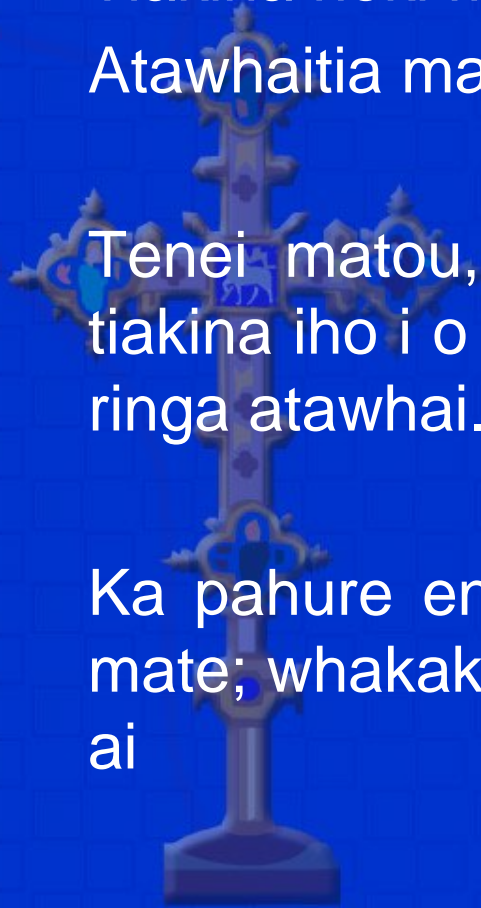 Atawhaitia ma
Tenei matou,
tiakina iho i o
ringa atawhai.
Ka pahure en
mate; whakak
ai